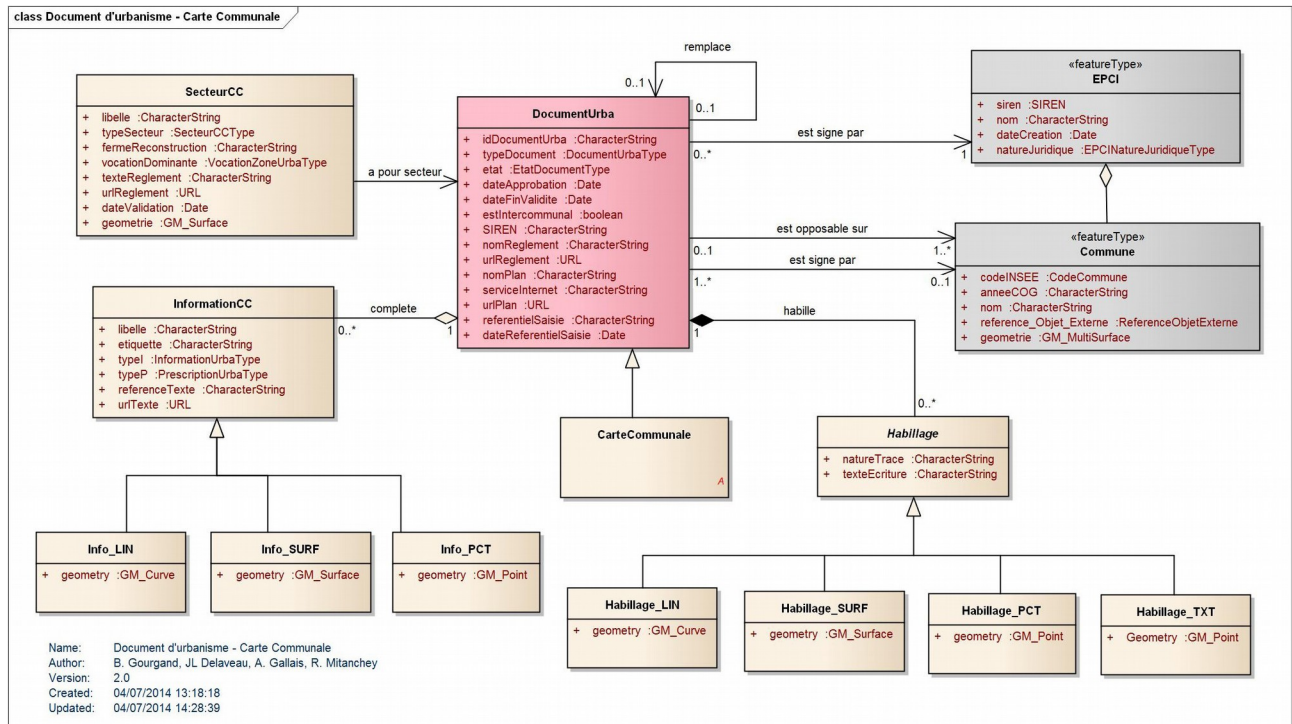 class Document d'urbanisme - Carte Communale
remplace
0..1
0..1
SecteurCC
+ libelle :CharacterString
+ typeSecteur :SecteurCCType
+ fermeReconstruction :CharacterString
+ vocationDominante :VocationZoneUrbaType
+ texteReglement :CharacterString
+ urlReglement :URL
+ dateValidation :Date
+ geometrie :GM_Surface
a pour secteur
DocumentUrba
+ idDocumentUrba :CharacterString
+ typeDocument :DocumentUrbaType
+ etat :EtatDocumentType
+ dateApprobation :Date
+ dateFinValidite :Date
+ estIntercommunal :boolean
+ SIREN :CharacterString
+ nomReglement :CharacterString
+ urlReglement :URL
+ nomPlan :CharacterString
+ serviceInternet :CharacterString
+ urlPlan :URL
+ referentielSaisie :CharacterString
+ dateReferentielSaisie :Date
est signe par
0..*
1
«featureType»
EPCI
+ siren :SIREN
+ nom :CharacterString
+ dateCreation :Date
+ natureJuridique :EPCINatureJuridiqueType
est opposable sur
0..1
1..*
est signe par
1..*
0..1
«featureType»
Commune
+ codeINSEE :CodeCommune
+ anneeCOG :CharacterString
+ nom :CharacterString
+ reference_Objet_Externe :ReferenceObjetExterne
+ geometrie :GM_MultiSurface
InformationCC
+ libelle :CharacterString
+ etiquette :CharacterString
+ typeI :InformationUrbaType
+ typeP :PrescriptionUrbaType
+ referenceTexte :CharacterString
+ urlTexte :URL
complete
0..*
1
habille
1
0..*
CarteCommunale
A
Habillage
+ natureTrace :CharacterString
+ texteEcriture :CharacterString
Info_LIN
+ geometry :GM_Curve
Info_SURF
+ geometry :GM_Surface
Info_PCT
+ geometry :GM_Point
Habillage_LIN
+ geometry :GM_Curve
Habillage_SURF
+ geometry :GM_Surface
Habillage_PCT
+ geometry :GM_Point
Habillage_TXT
+ Geometry :GM_Point
Name: Document d'urbanisme - Carte Communale
Author: B. Gourgand, JL Delaveau, A. Gallais, R. Mitanchey
Version: 2.0
Created: 04/07/2014 13:18:18
Updated: 04/07/2014 14:28:39